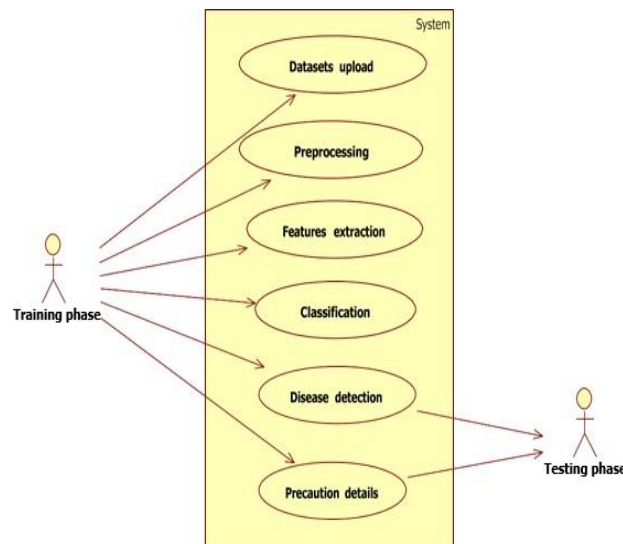 System
Datasets upload
Preprocessing
Features extraction
Training phase
Classification
Disease detection
Testing phase
Precaution details